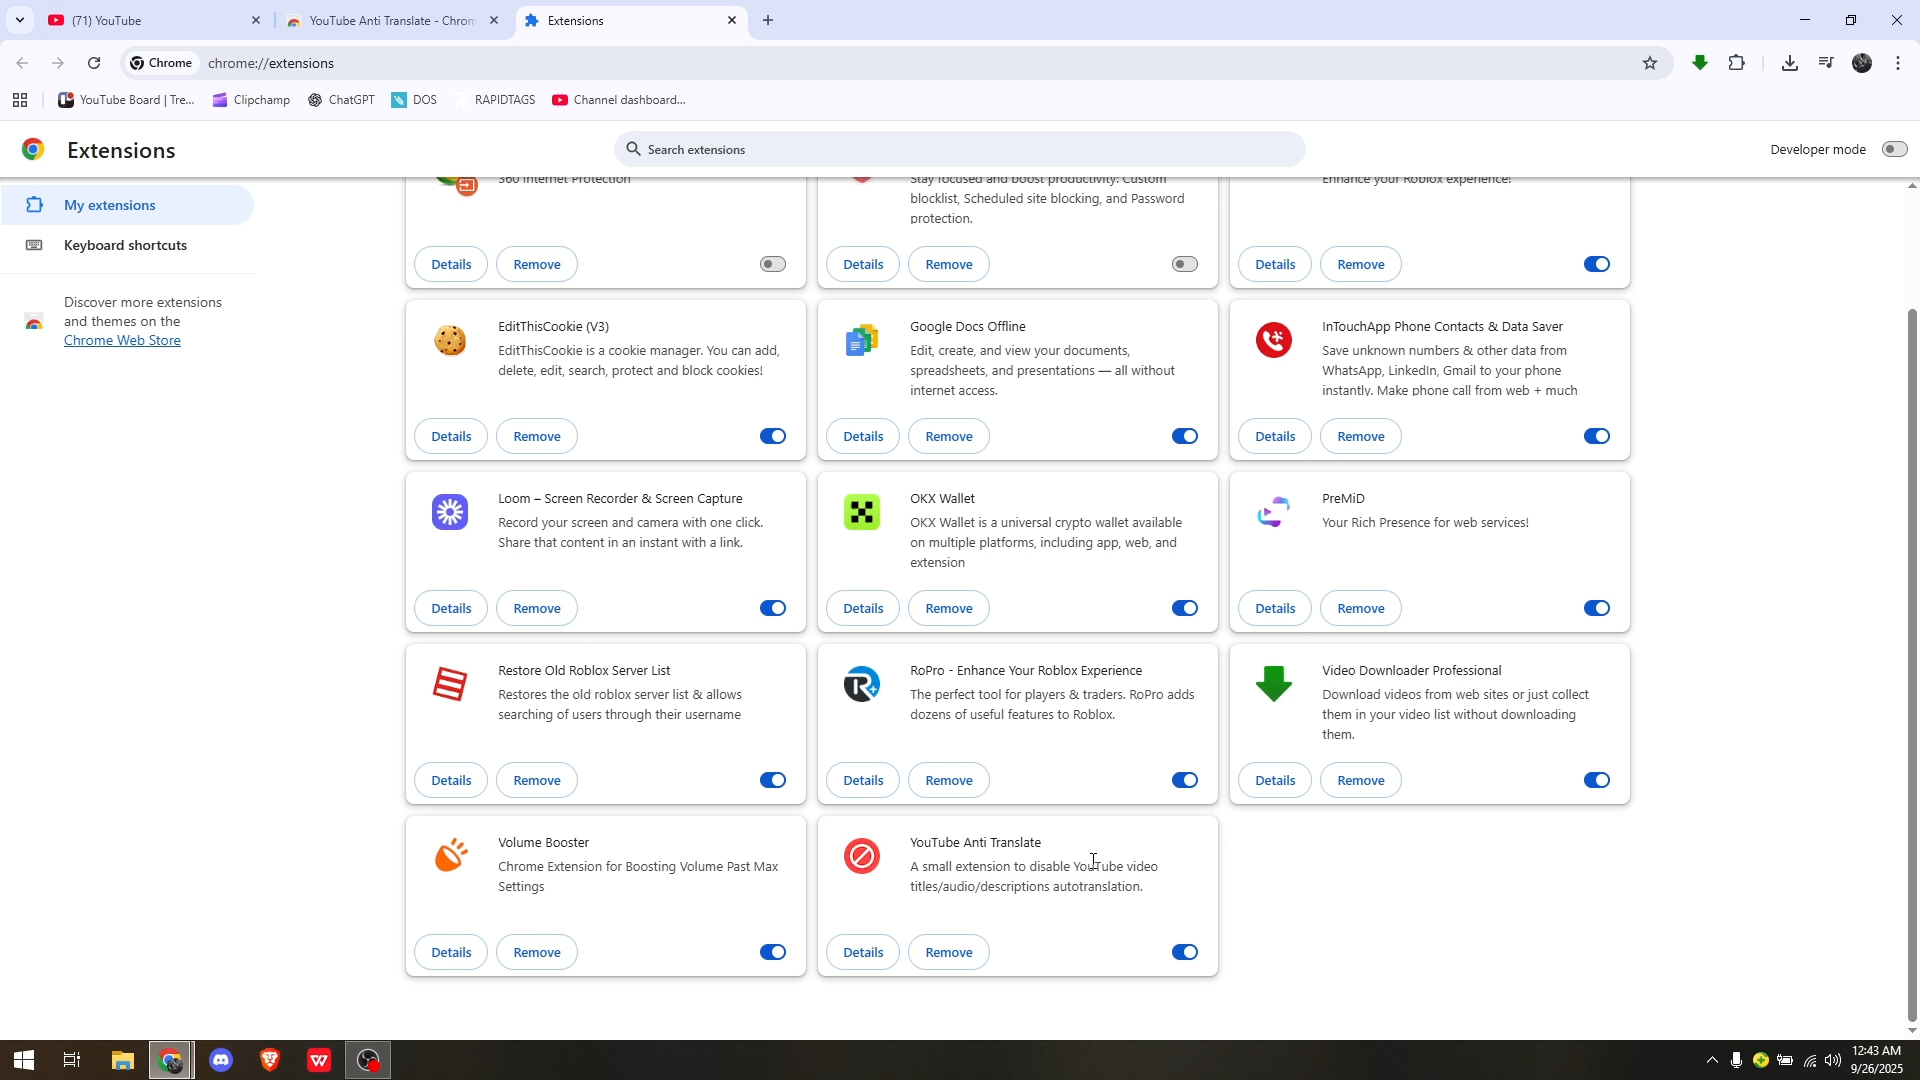 (71) YouTube
YouTube Anti Translate - Chrom
Extensions
Chrome
chrome://extensions
YouTube Board | Tre...
Clipchamp
ChatGPT
DOS
RAPIDTAGS
Channel dashboard...
Extensions
Search extensions
Developer mode
My extensions
Keyboard shortcuts
Discover more extensions
and themes on the
Chrome Web Store
360 Internet Protection
Details
Remove
Stay focused and boost productivity: Custom
blocklist, Scheduled site blocking, and Password
protection.
Details
Remove
Enhance your Roblox experience!
Details
Remove
EditThisCookie (V3)
EditThisCookie is a cookie manager. You can add,
delete, edit, search, protect and block cookies!
Details
Remove
Google Docs Offline
Edit, create, and view your documents,
spreadsheets, and presentations — all without
internet access.
Details
Remove
InTouchApp Phone Contacts & Data Saver
Save unknown numbers & other data from
WhatsApp, LinkedIn, Gmail to your phone
instantly. Make phone call from web + much
Details
Remove
Loom – Screen Recorder & Screen Capture
Record your screen and camera with one click.
Share that content in an instant with a link.
Details
Remove
OKX Wallet
OKX Wallet is a universal crypto wallet available
on multiple platforms, including app, web, and
extension
Details
Remove
PreMiD
Your Rich Presence for web services!
Details
Remove
Restore Old Roblox Server List
Restores the old roblox server list & allows
searching of users through their username
Details
Remove
RoPro - Enhance Your Roblox Experience
The perfect tool for players & traders. RoPro adds
dozens of useful features to Roblox.
Details
Remove
Video Downloader Professional
Download videos from web sites or just collect
them in your video list without downloading
them.
Details
Remove
Volume Booster
Chrome Extension for Boosting Volume Past Max
Settings
Details
Remove
YouTube Anti Translate
A small extension to disable YouTube video
titles/audio/descriptions autotranslation.
Details
Remove
12:43 AM
9/26/2025